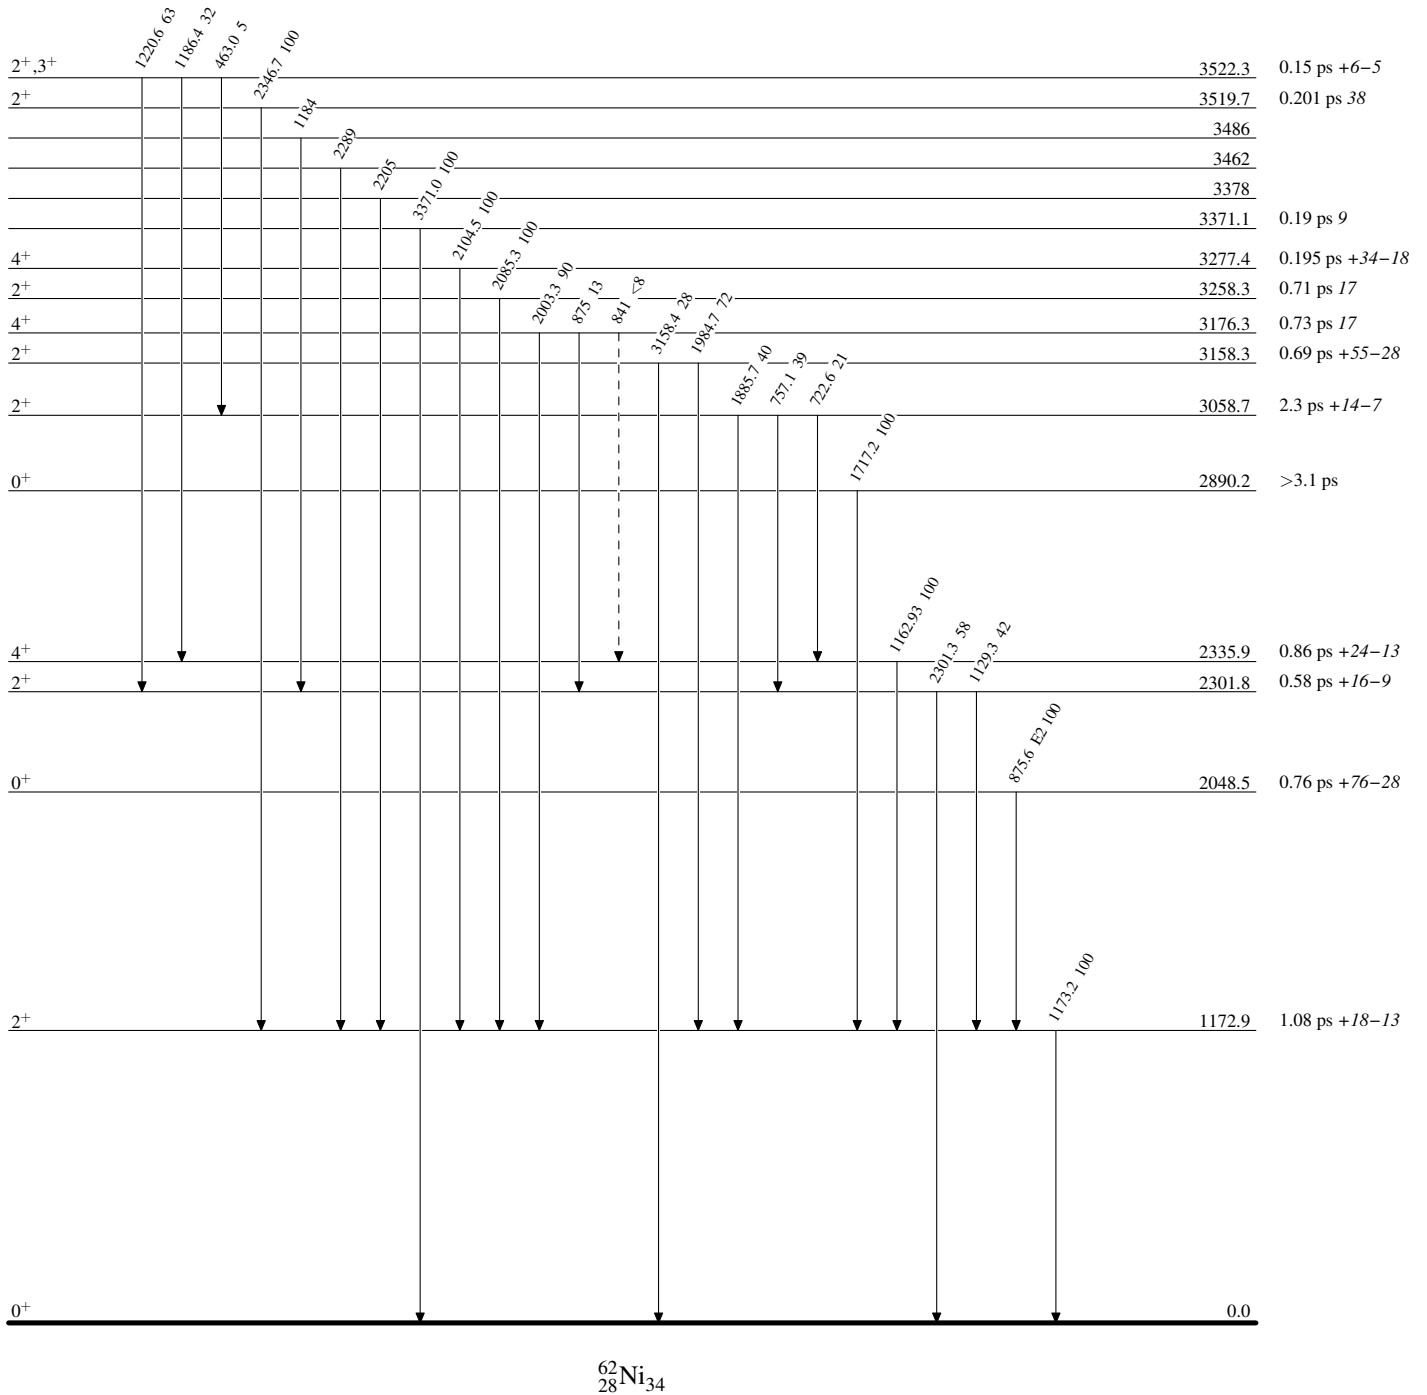 1220.6 63
1186.4 32
463.0 5
2⁺,3⁺ 3522.3 0.15 ps +6−5
2346.7 100
2⁺ 3519.7 0.201 ps 38
1184
3486
2289
3462
2205
3378
3371.0 100
3371.1 0.19 ps 9
2104.5 100
4⁺ 3277.4 0.195 ps +34−18
2085.3 100
2⁺ 3258.3 0.71 ps 17
2003.3 90
875 13
841 <8
4⁺ 3176.3 0.73 ps 17
3158.4 28
1984.7 72
2⁺ 3158.3 0.69 ps +55−28
1885.7 40
757.1 39
722.6 21
2⁺ 3058.7 2.3 ps +14−7
1717.2 100
0⁺ 2890.2 >3.1 ps
1162.93 100
4⁺ 2335.9 0.86 ps +24−13
2301.3 58
1129.3 42
2⁺ 2301.8 0.58 ps +16−9
875.6 E2 100
0⁺ 2048.5 0.76 ps +76−28
1173.2 100
2⁺ 1172.9 1.08 ps +18−13
0⁺ 0.0
⁶²₂₈Ni₃₄